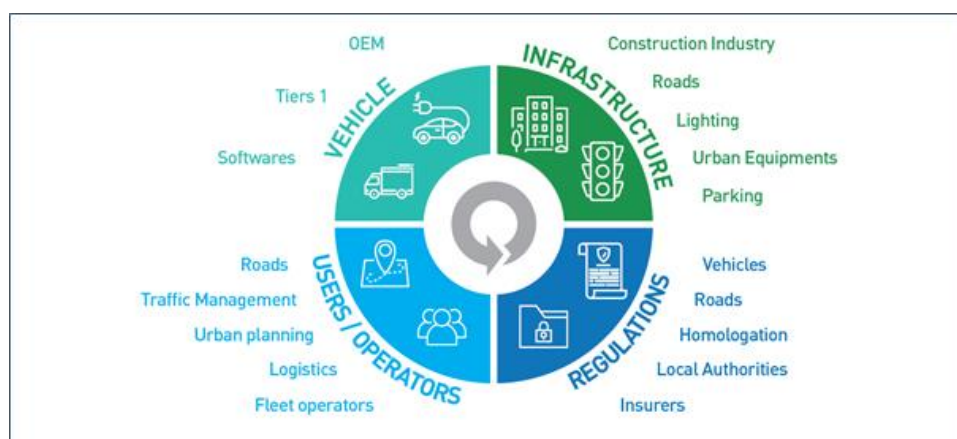 OEM
Tiers 1
Softwares
VEHICLE
Construction Industry
Roads
Lighting
Urban Equipments
Parking
INFRASTRUCTURE
Roads
Traffic Management
Urban planning
Logistics
Fleet operators
USERS / OPERATORS
Vehicles
Roads
Homologation
Local Authorities
Insurers
REGULATIONS